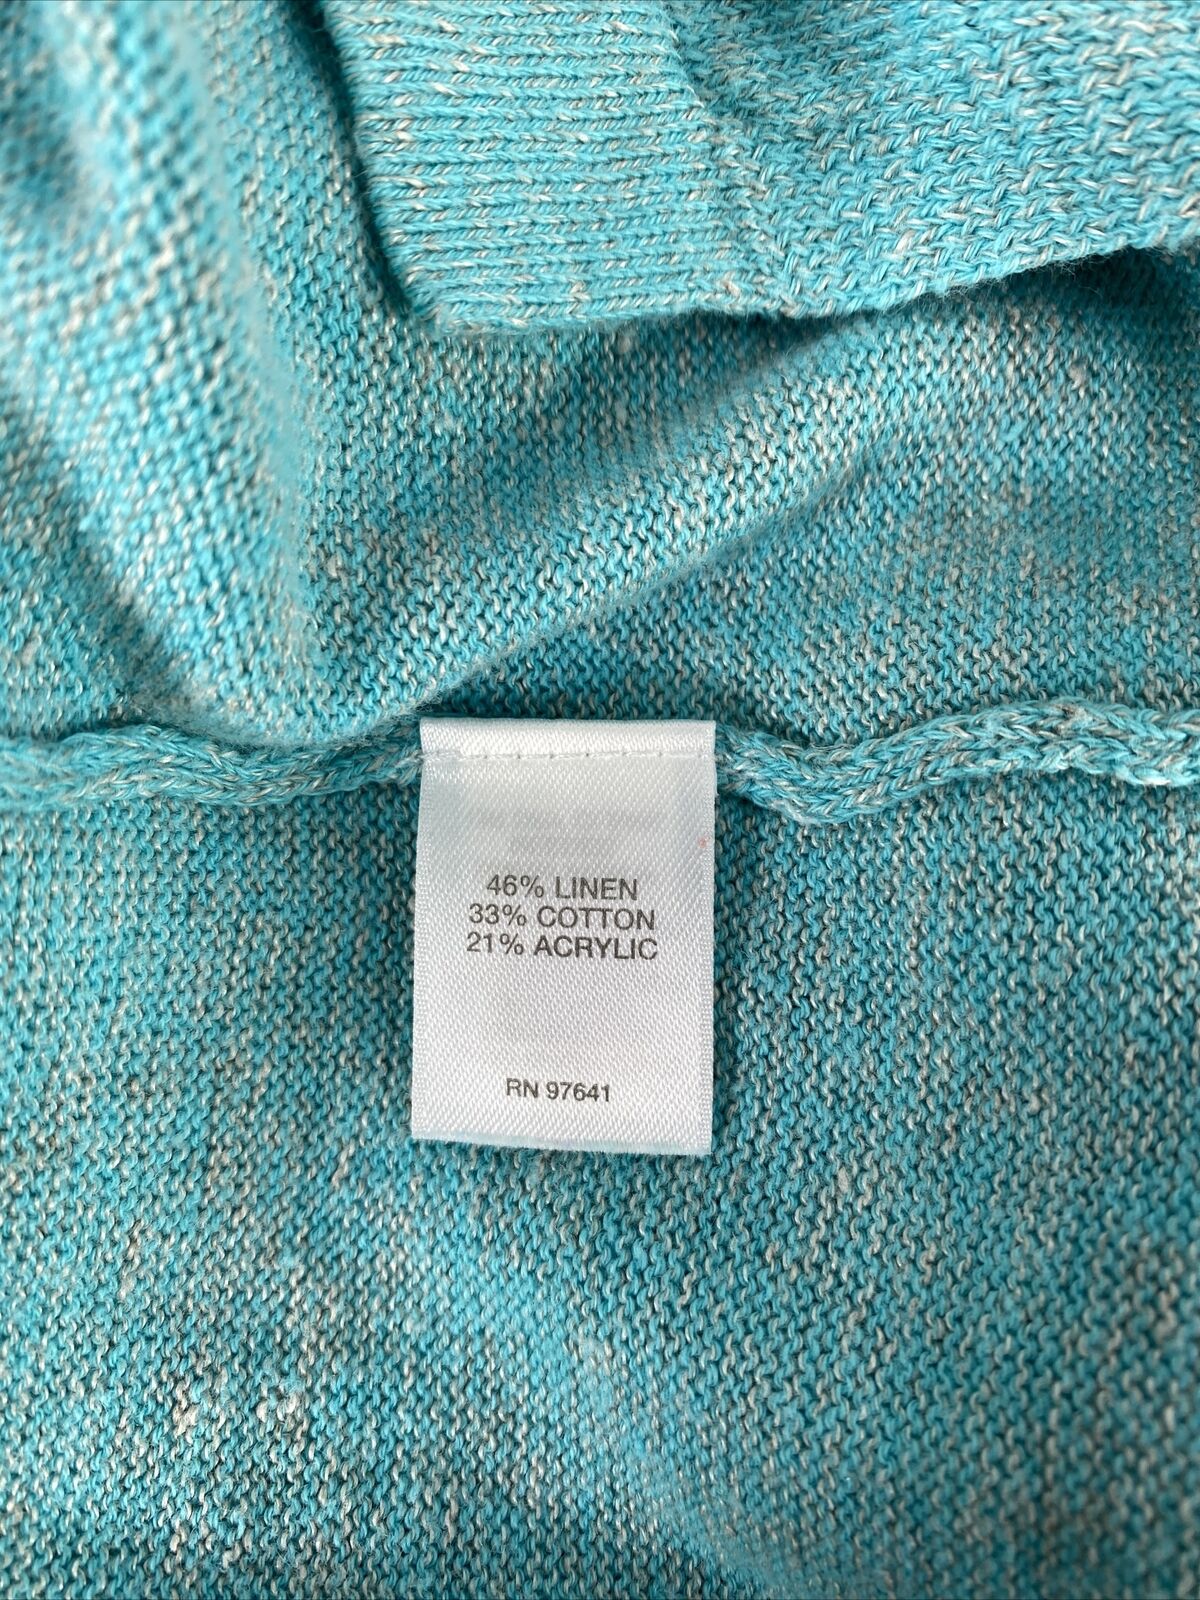 46% LINEN
33% COTTON
21% ACRYLIC
RN 97641